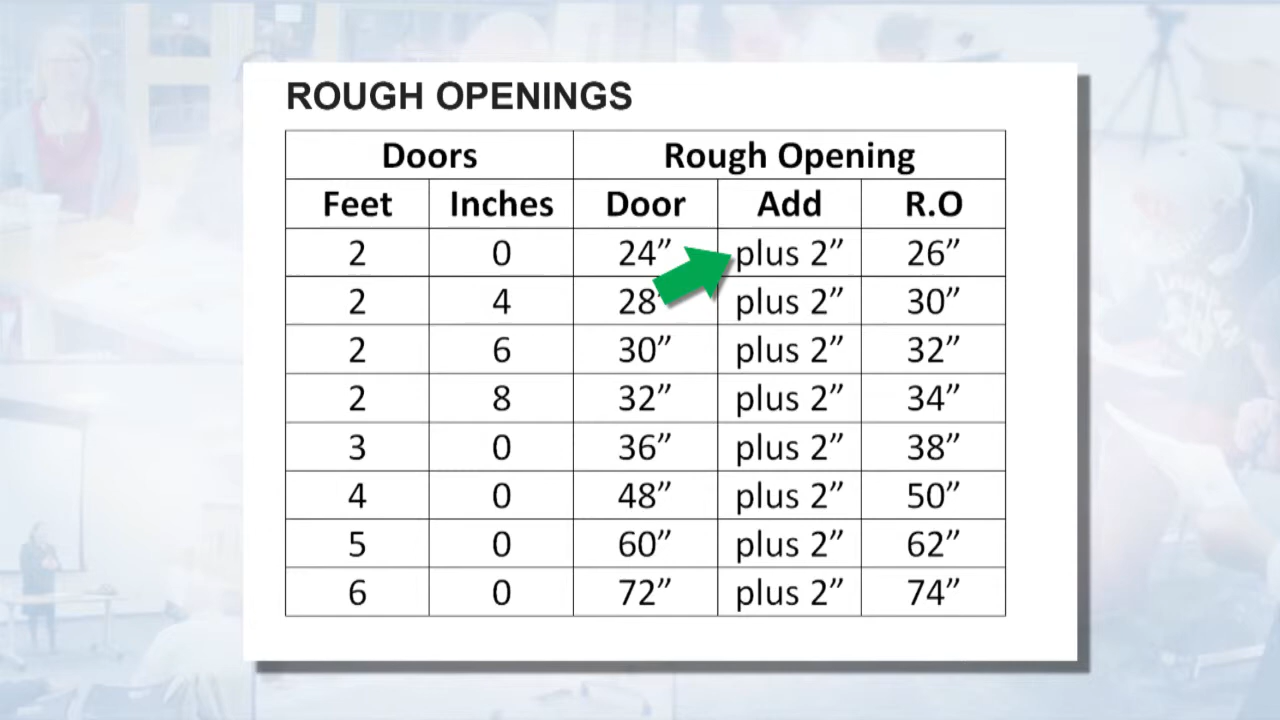 ROUGH OPENINGS
Doors Rough Opening
Feet Inches Door Add R.O
2 0 24” plus 2” 26”
2 4 28” plus 2” 30”
2 6 30” plus 2” 32”
2 8 32” plus 2” 34”
3 0 36” plus 2” 38”
4 0 48” plus 2” 50”
5 0 60” plus 2” 62”
6 0 72” plus 2” 74”